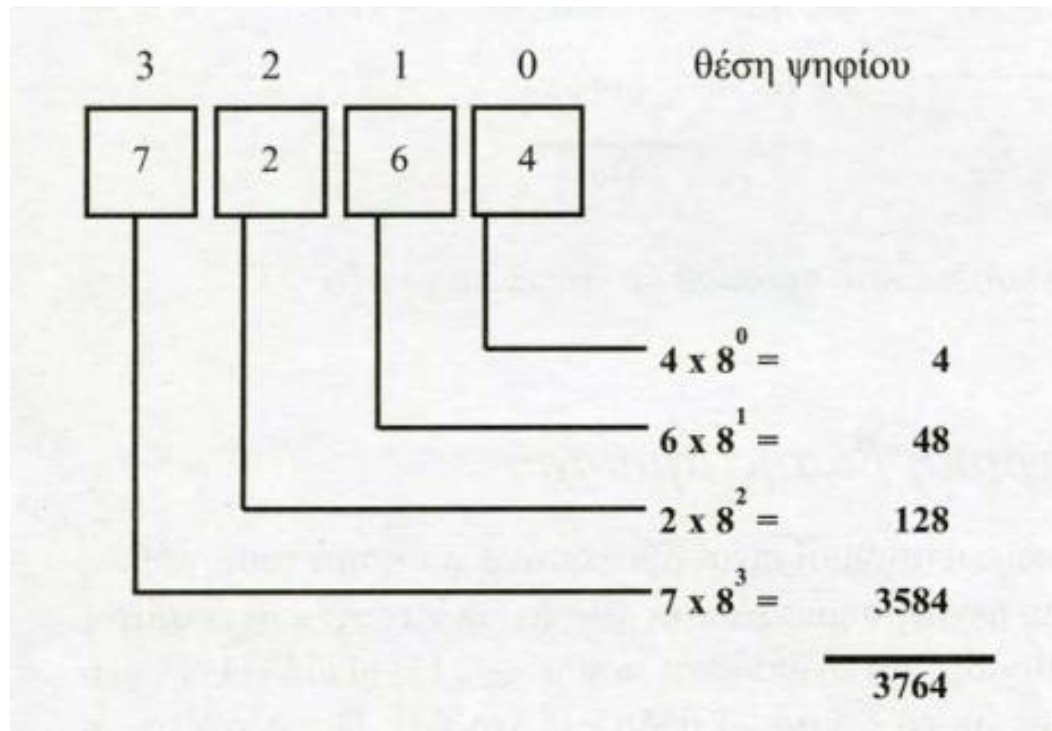 3 2 1 0 θέση ψηφίου
7 2 6 4
4 x 8⁰ = 4
6 x 8¹ = 48
2 x 8² = 128
7 x 8³ = 3584
3764